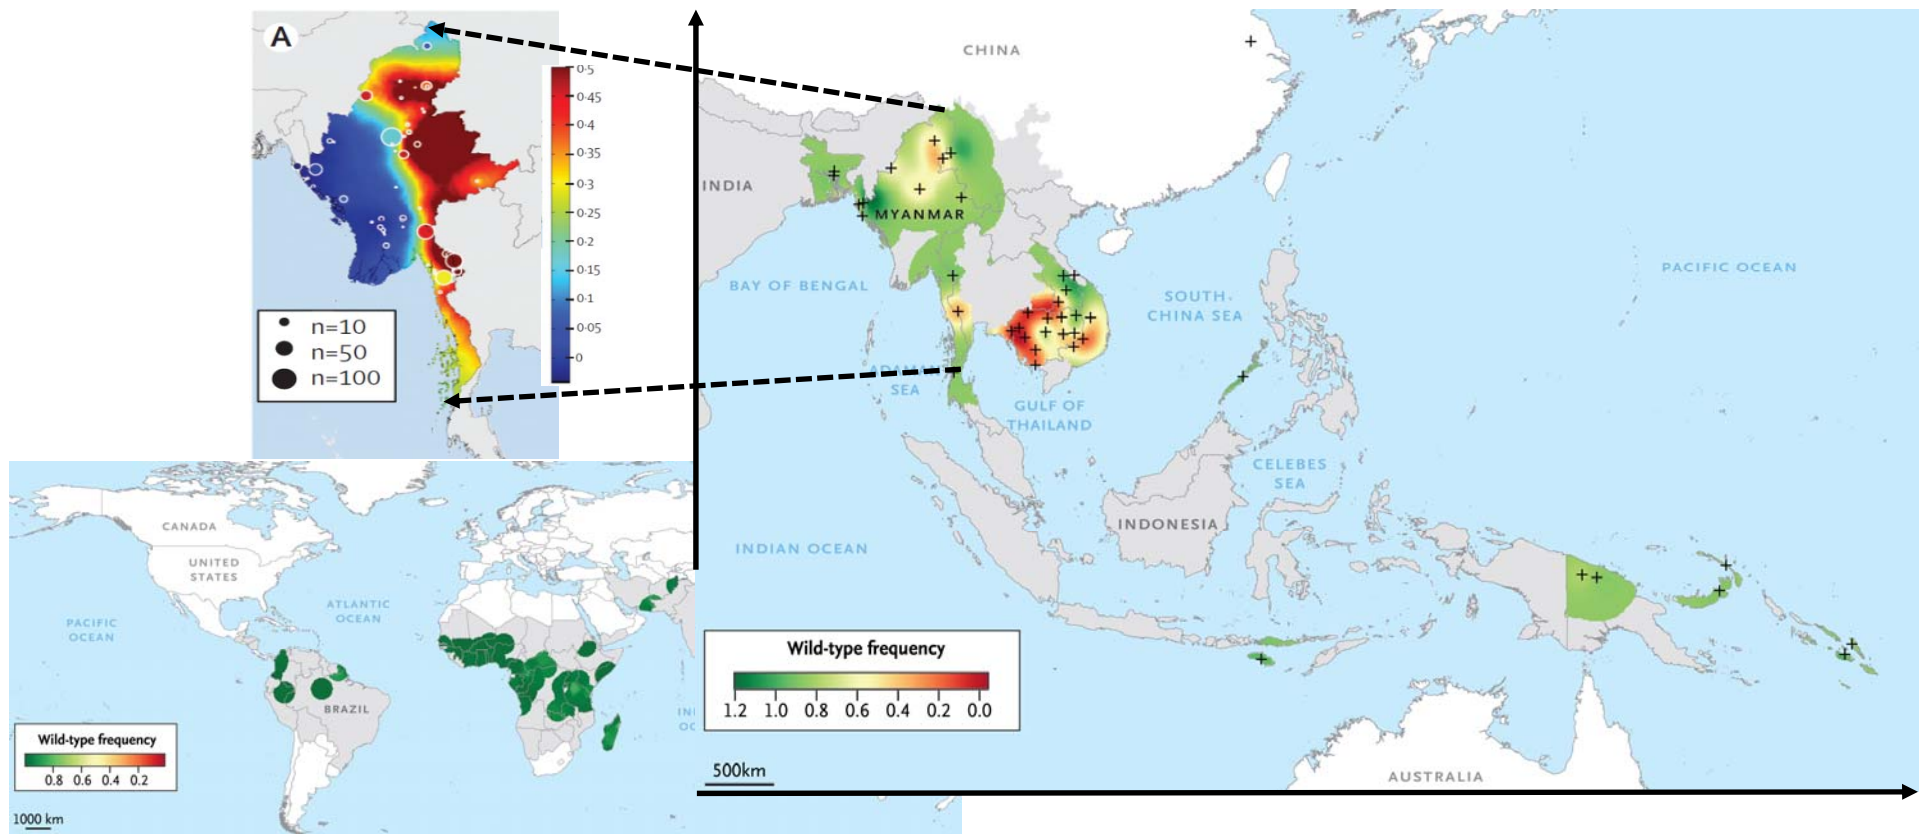 A
0·5
0·45
0·4
0·35
0·3
0·25
0·2
0·15
0·1
0·05
0
n=10
n=50
n=100
CHINA
INDIA
MYANMAR
BAY OF BENGAL
SOUTH
CHINA SEA
PACIFIC OCEAN
SEA
GULF OF
THAILAND
CELEBES
SEA
INDONESIA
INDIAN OCEAN
AUSTRALIA
Wild-type frequency
1.2 1.0 0.8 0.6 0.4 0.2 0.0
500km
CANADA
UNITED
STATES
ATLANTIC
OCEAN
PACIFIC
OCEAN
BRAZIL
IN
OC
Wild-type frequency
0.8 0.6 0.4 0.2
1000 km